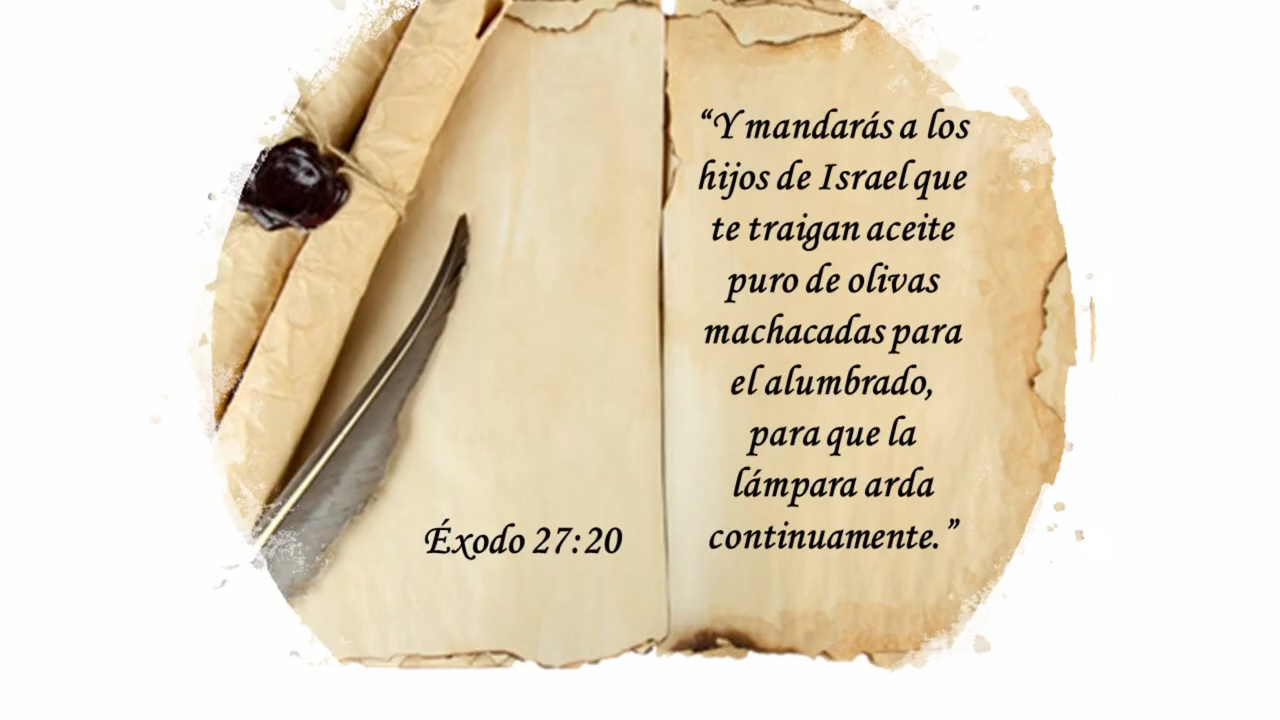 “Y mandarás a los
hijos de Israel que
te traigan aceite
puro de olivas
machacadas para
el alumbrado,
para que la
lámpara arda
continuamente.”
Éxodo 27:20